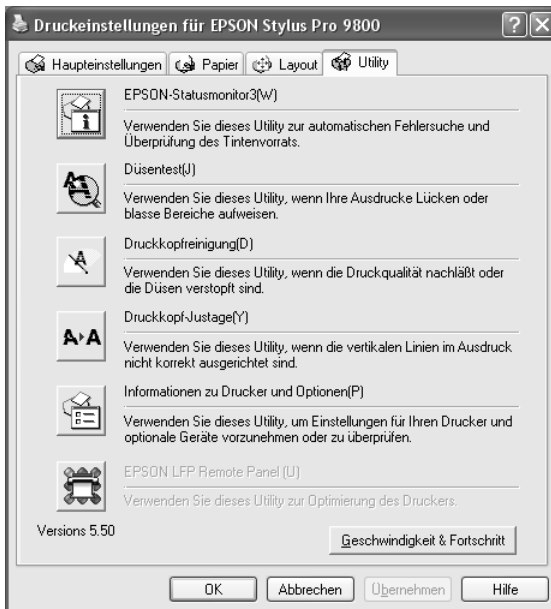 Druckeinstellungen für EPSON Stylus Pro 9800
Haupteinstellungen Papier Layout Utility
EPSON-Statusmonitor3(W)
Verwenden Sie dieses Utility zur automatischen Fehlersuche und
Überprüfung des Tintenvorrats.
Düsentest(J)
Verwenden Sie dieses Utility, wenn Ihre Ausdrucke Lücken oder
blasse Bereiche aufweisen.
Druckkopfreinigung(D)
Verwenden Sie dieses Utility, wenn die Druckqualität nachläßt oder
die Düsen verstopft sind.
Druckkopf-Justage(Y)
Verwenden Sie dieses Utility, wenn die vertikalen Linien im Ausdruck
nicht korrekt ausgerichtet sind.
Informationen zu Drucker und Optionen(P)
Verwenden Sie dieses Utility, um Einstellungen für Ihren Drucker und
optionale Geräte vorzunehmen oder zu überprüfen.
EPSON LFP Remote Panel (U)
Verwenden Sie dieses Utility zur Optimierung des Druckers.
Versions 5.50
Geschwindigkeit & Fortschritt
OK Abbrechen Übernehmen Hilfe